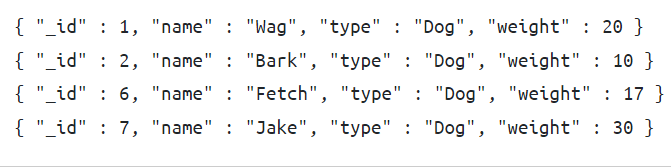 { "_id" : 1, "name" : "Wag", "type" : "Dog", "weight" : 20 }
{ "_id" : 2, "name" : "Bark", "type" : "Dog", "weight" : 10 }
{ "_id" : 6, "name" : "Fetch", "type" : "Dog", "weight" : 17 }
{ "_id" : 7, "name" : "Jake", "type" : "Dog", "weight" : 30 }